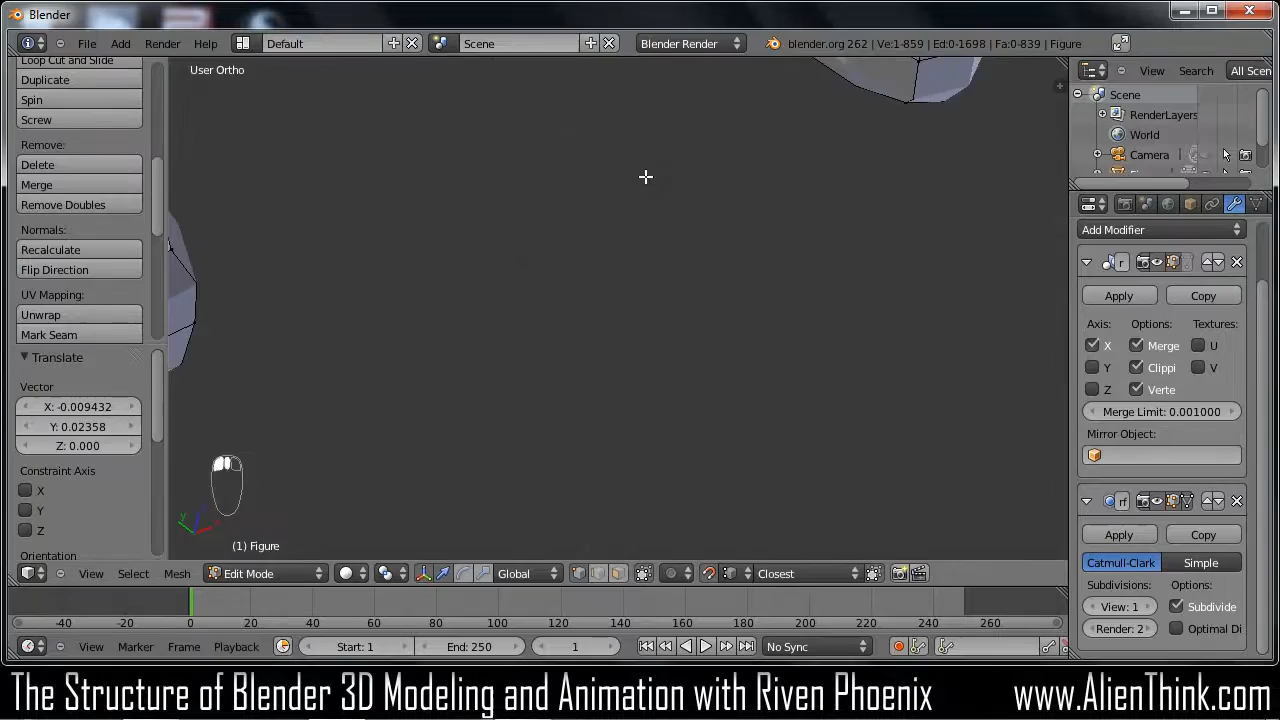 Blender
File Add Render Help Default Scene Blender Render blender.org 262 | Ve:1-859 | Ed:0-1698 | Fa:0-839 | Figure
Loop Cut and Slide
Duplicate
Spin
Screw
Remove:
Delete
Merge
Remove Doubles
Normals:
Recalculate
Flip Direction
UV Mapping:
Unwrap
Mark Seam
Translate
Vector
X: -0.009432
Y: 0.02358
Z: 0.000
Constraint Axis
X
Y
Z
Orientation
User Ortho
(1) Figure
View Search All Scen
Scene
RenderLayers
World
Camera
Add Modifier
Apply Copy
Axis: Options: Textures:
X Merge U
Y Clippi V
Z Verte
Merge Limit: 0.001000
Mirror Object:
rf
Apply Copy
Catmull-Clark Simple
Subdivisions: Options:
View: 1 Subdivide
Render: 2 Optimal Di
View Select Mesh Edit Mode Global Closest
-40 -20 0 20 40 60 80 100 120 140 160 180 200 220 240 260
View Marker Frame Playback Start: 1 End: 250 1 No Sync
The Structure of Blender 3D Modeling and Animation with Riven Phoenix www.AlienThink.com